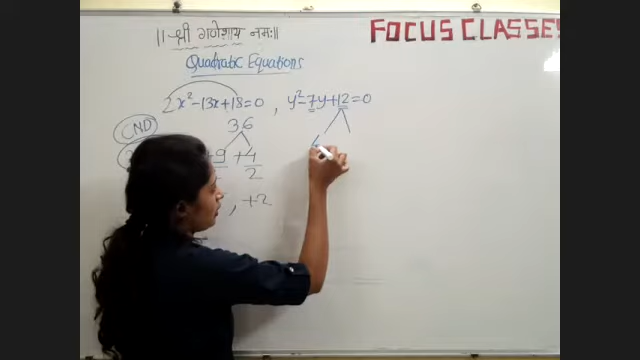 ॥श्री गणेशाय नमः॥
FOCUS CLASSES
Quadratic Equations
2x²-13x+18=0 , y²-7y+12=0
CND
36
+9 +4
2
, +2